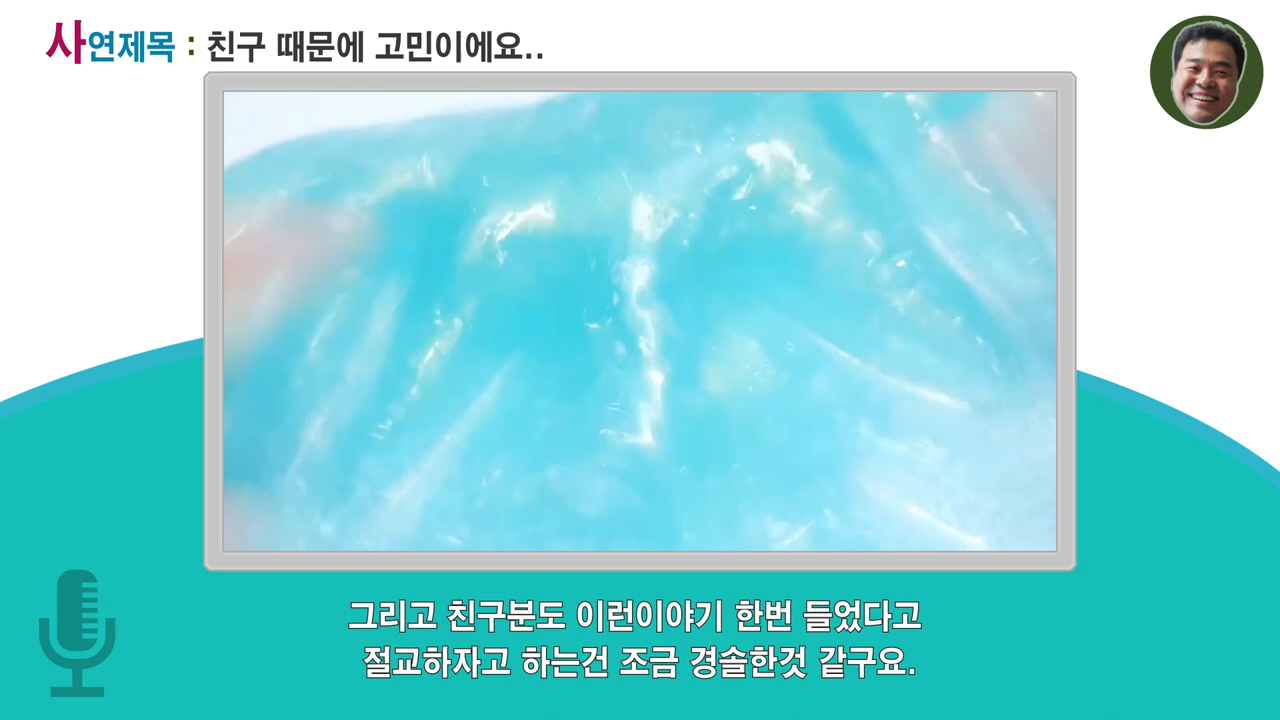 사연제목 : 친구 때문에 고민이에요..
그리고 친구분도 이런이야기 한번 들었다고
절교하자고 하는건 조금 경솔한것 같구요.